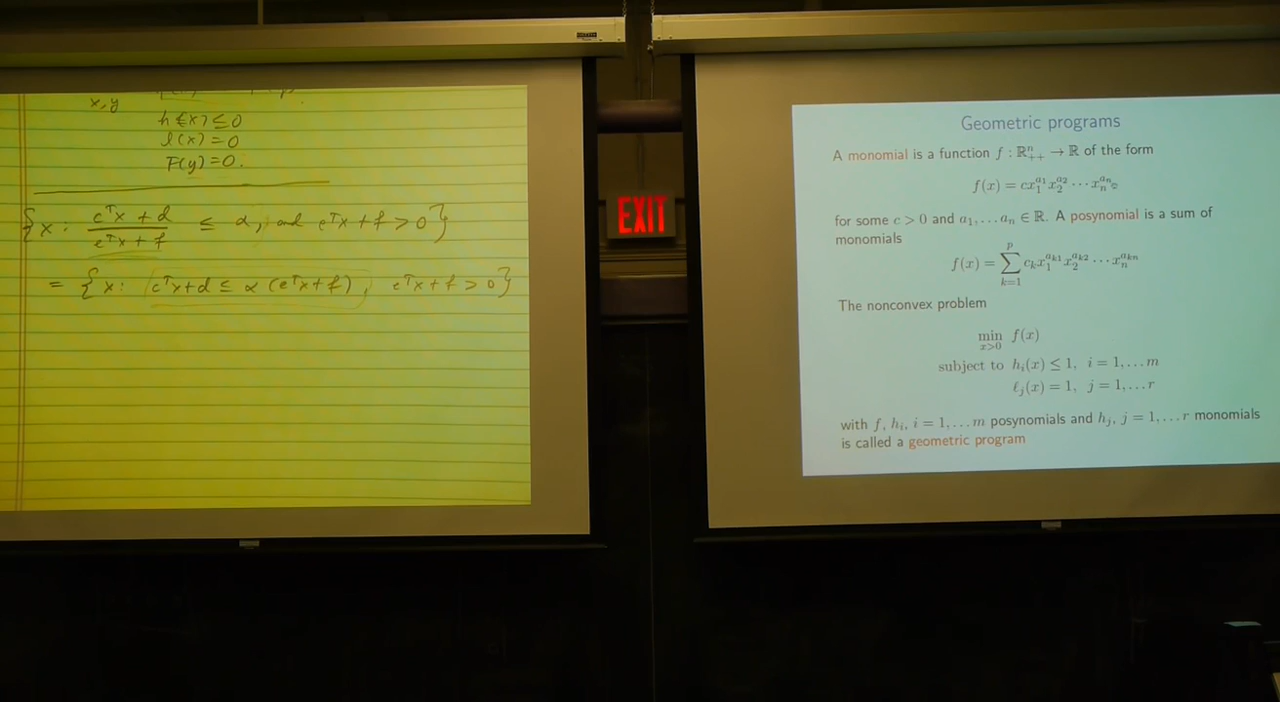 x, y
h(x) ≤ 0
l(x) = 0
F(y) = 0.
{x : (cᵀx + d)/(eᵀx + f) ≤ α, and eᵀx + f > 0}
= {x : cᵀx + d ≤ α (eᵀx + f), eᵀx + f > 0}
EXIT
Geometric programs
A monomial is a function f : ℝⁿ₊₊ → ℝ of the form
f(x) = cx₁^{a₁} x₂^{a₂} ⋯ xₙ^{aₙ}
for some c > 0 and a₁, … aₙ ∈ ℝ. A posynomial is a sum of
monomials
f(x) = ∑_{k=1}^{p} cₖx₁^{a_{k1}} x₂^{a_{k2}} ⋯ xₙ^{a_{kn}}
The nonconvex problem
min_{x>0} f(x)
subject to hᵢ(x) ≤ 1, i = 1, … m
ℓⱼ(x) = 1, j = 1, … r
with f, hᵢ, i = 1, … m posynomials and hⱼ, j = 1, … r monomials
is called a geometric program